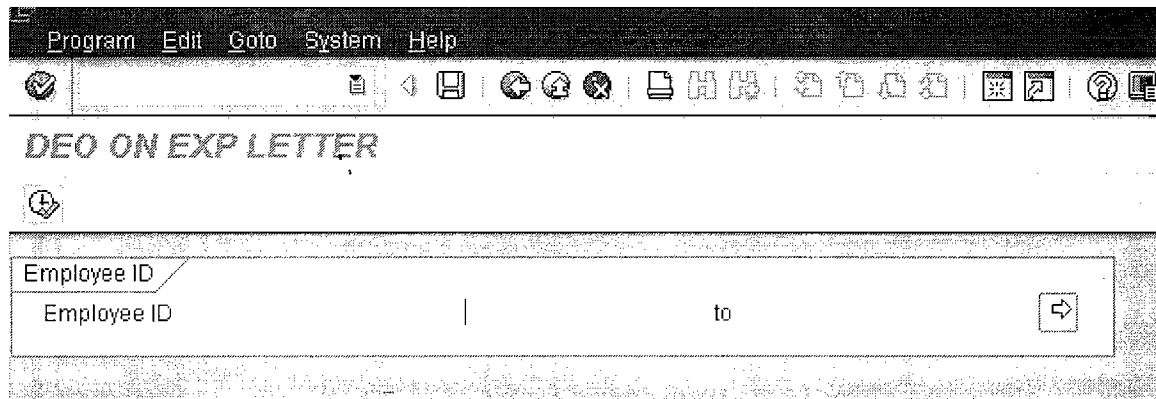 Program Edit Goto System Help
DEO ON EXP LETTER
Employee ID
Employee ID to